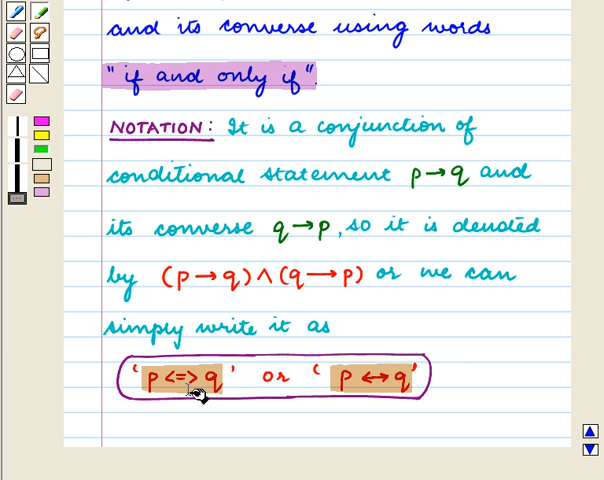 and its converse using words
"if and only if".
NOTATION: It is a conjunction of
conditional statement p→q and
its converse q→p, so it is denoted
by (p→q)∧(q→p) or we can
simply write it as
'p<=>q' or 'p↔q'